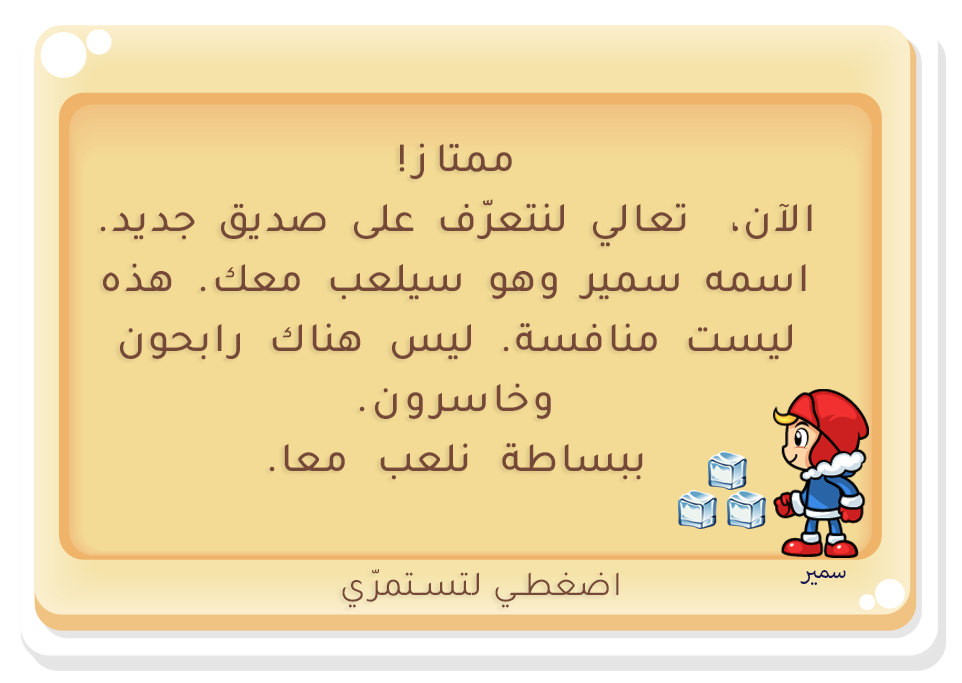 ممتاز!
الآن، تعالي لنتعرّف على صديق جديد.
اسمه سمير وهو سيلعب معك. هذه
ليست منافسة. ليس هناك رابحون
وخاسرون.
ببساطة نلعب معا.
سمير
اضغطي لتستمرّي